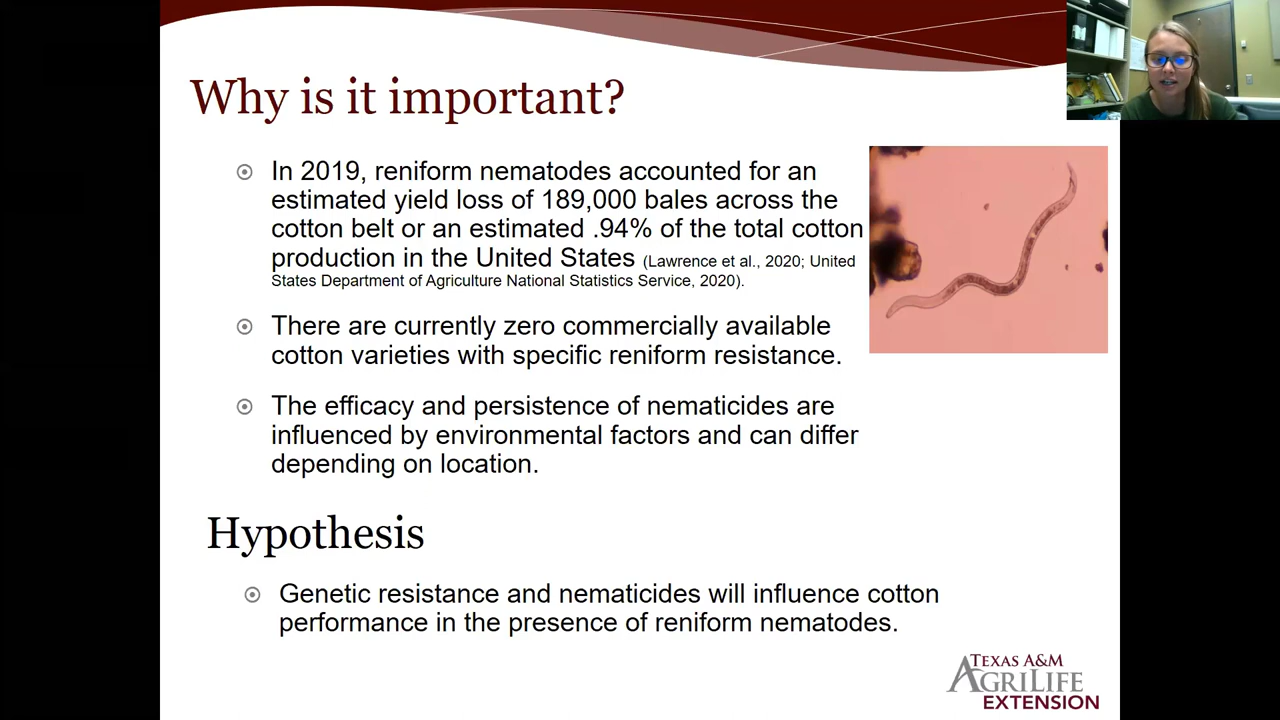 Why is it important?
In 2019, reniform nematodes accounted for an
estimated yield loss of 189,000 bales across the
cotton belt or an estimated .94% of the total cotton
production in the United States (Lawrence et al., 2020; United
States Department of Agriculture National Statistics Service, 2020).
There are currently zero commercially available
cotton varieties with specific reniform resistance.
The efficacy and persistence of nematicides are
influenced by environmental factors and can differ
depending on location.
Hypothesis
Genetic resistance and nematicides will influence cotton
performance in the presence of reniform nematodes.
TEXAS A&M
AGRILIFE
EXTENSION